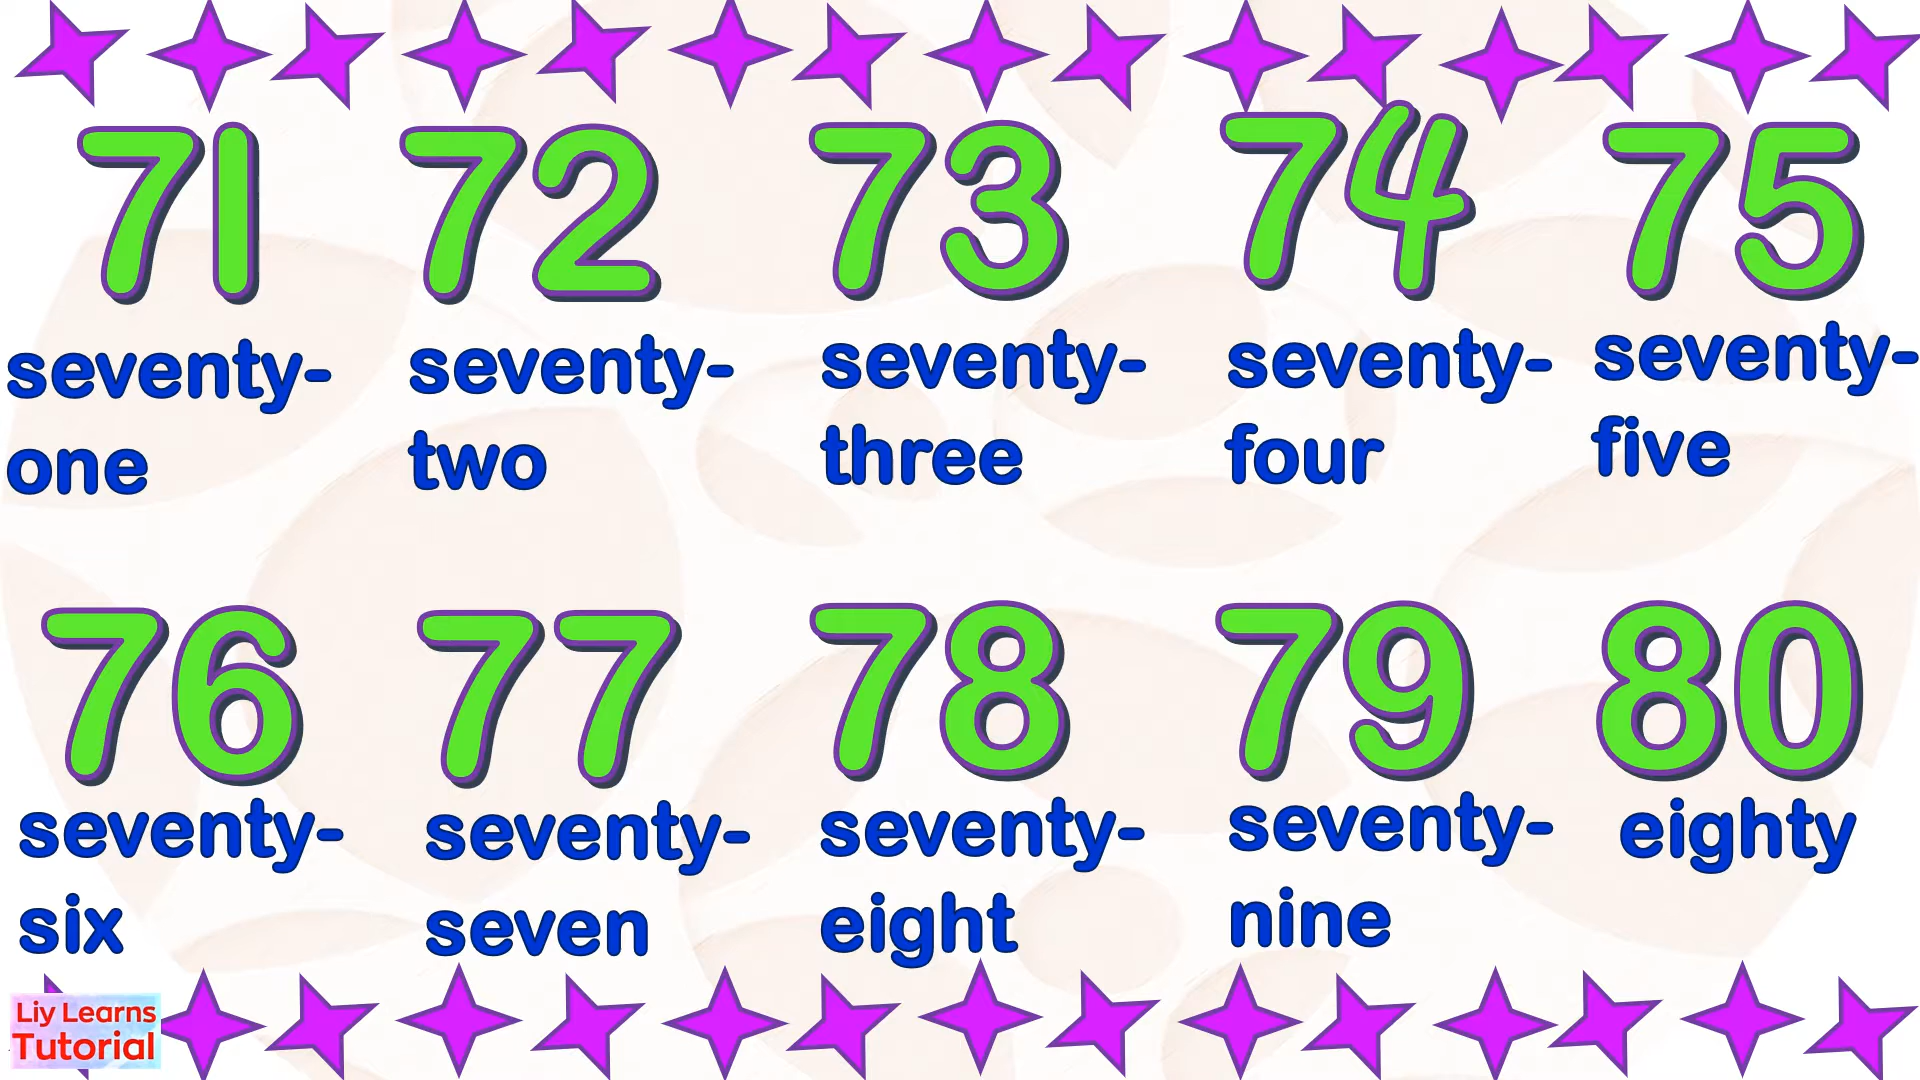 71 72 73 74 75
seventy- seventy- seventy- seventy- seventy-
one two three four five
76 77 78 79 80
seventy- seventy- seventy- seventy- eighty
six seven eight nine
Liy Learns
Tutorial